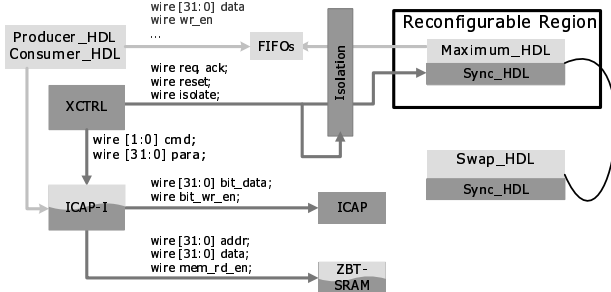 wire [31:0] data
wire wr_en
...
Producer_HDL
Consumer_HDL
FIFOs
Isolation
Reconfigurable Region
Maximum_HDL
Sync_HDL
wire req, ack;
wire reset;
wire isolate;
XCTRL
wire [1:0] cmd;
wire [31:0] para;
Swap_HDL
Sync_HDL
ICAP-I
wire [31:0] bit_data;
wire bit_wr_en;
ICAP
wire [31:0] addr;
wire [31:0] data;
wire mem_rd_en;
ZBT-
SRAM